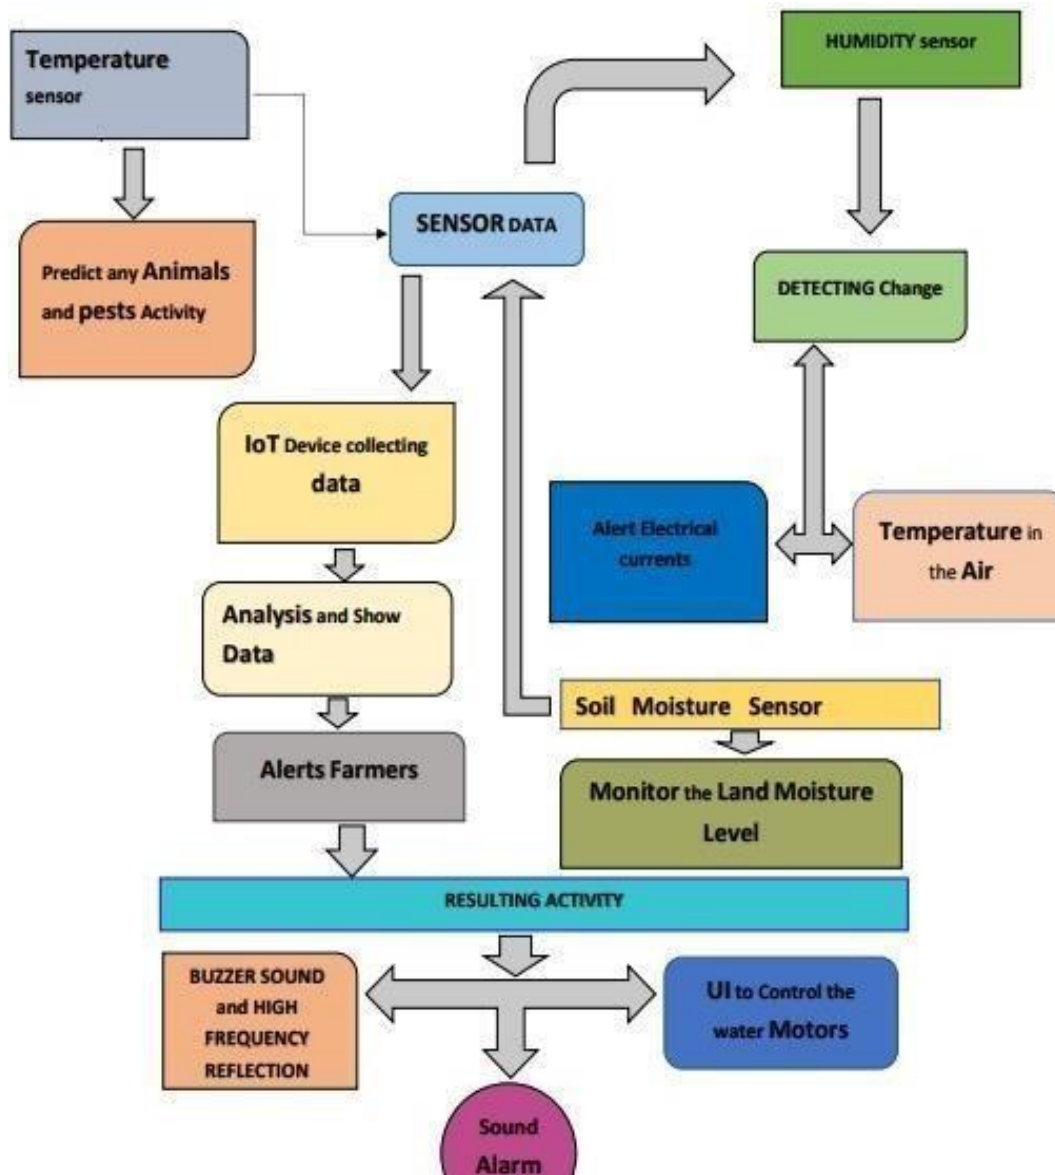 Temperature
sensor
HUMIDITY sensor
SENSOR DATA
Predict any Animals
and pests Activity
DETECTING Change
IoT Device collecting
data
Alert Electrical
currents
Temperature in
the Air
Analysis and Show
Data
Soil Moisture Sensor
Alerts Farmers
Monitor the Land Moisture
Level
RESULTING ACTIVITY
BUZZER SOUND
and HIGH
FREQUENCY
REFLECTION
UI to Control the
water Motors
Sound
Alarm